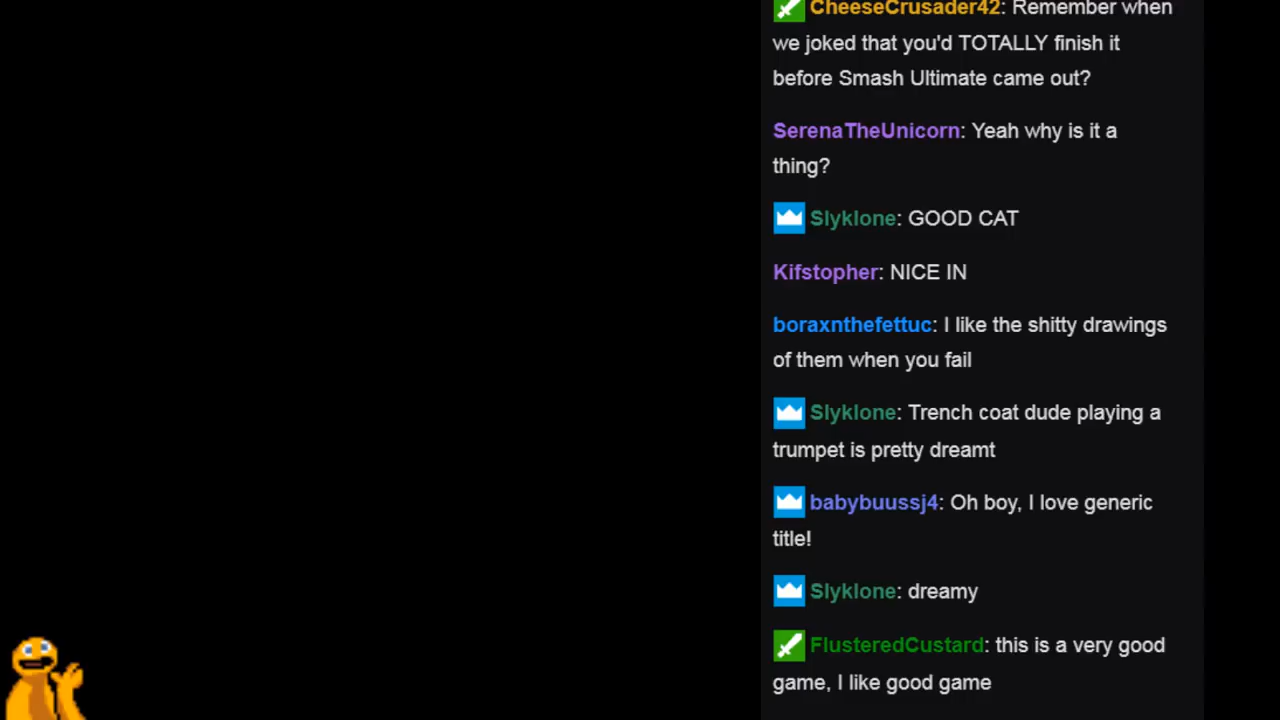 CheeseCrusader42: Remember when
we joked that you'd TOTALLY finish it
before Smash Ultimate came out?
SerenaTheUnicorn: Yeah why is it a
thing?
Slyklone: GOOD CAT
Kifstopher: NICE IN
boraxnthefettuc: I like the shitty drawings
of them when you fail
Slyklone: Trench coat dude playing a
trumpet is pretty dreamt
babybuussj4: Oh boy, I love generic
title!
Slyklone: dreamy
FlusteredCustard: this is a very good
game, I like good game